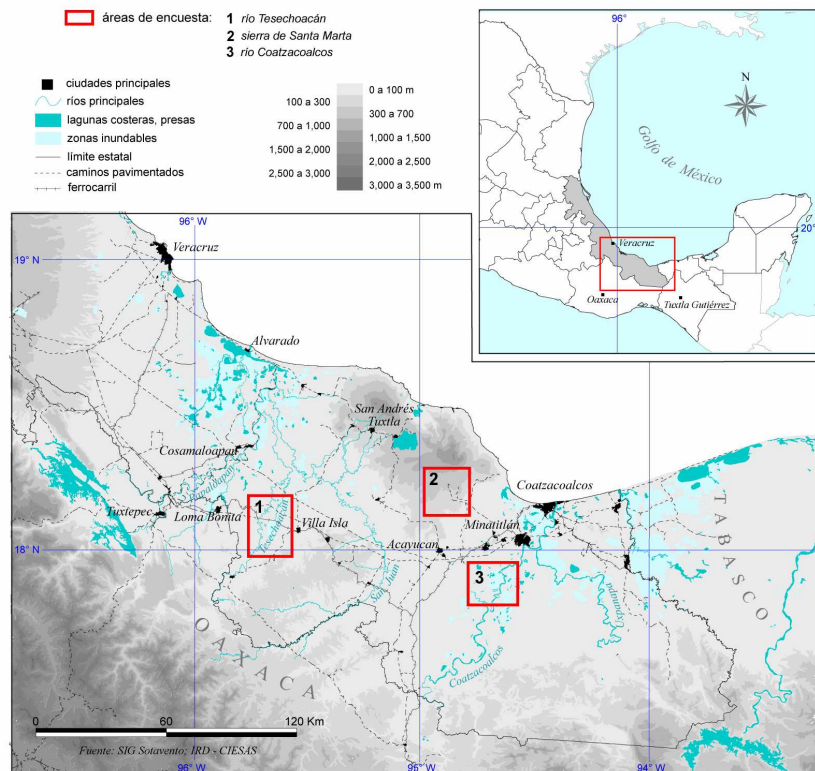 áreas de encuesta:
1 río Tesechoacán
2 sierra de Santa Marta
3 río Coatzacoalcos
ciudades principales
ríos principales
lagunas costeras, presas
zonas inundables
límite estatal
caminos pavimentados
ferrocarril
0 a 100 m
100 a 300
300 a 700
700 a 1,000
1,000 a 1,500
1,500 a 2,000
2,000 a 2,500
2,500 a 3,000
3,000 a 3,500 m
96°
N
Golfo de México
20°
Veracruz
Oaxaca
Tuxtla Gutiérrez
96° W
95° W
19° N
Veracruz
Alvarado
San Andrés
Tuxtla
Cosamaloapan
Papaloapan
Coatzacoalcos
Tuxtepec
Loma Bonita
1
Tesechoacán
Villa Isla
2
Minatitlán
Acayucan
18° N
3
San Juan
Uxpanapa
Coatzacoalcos
TABASCO
OAXACA
0 60 120 Km
Fuente: SIG Sotavento; IRD - CIESAS
96° W
95° W
94° W